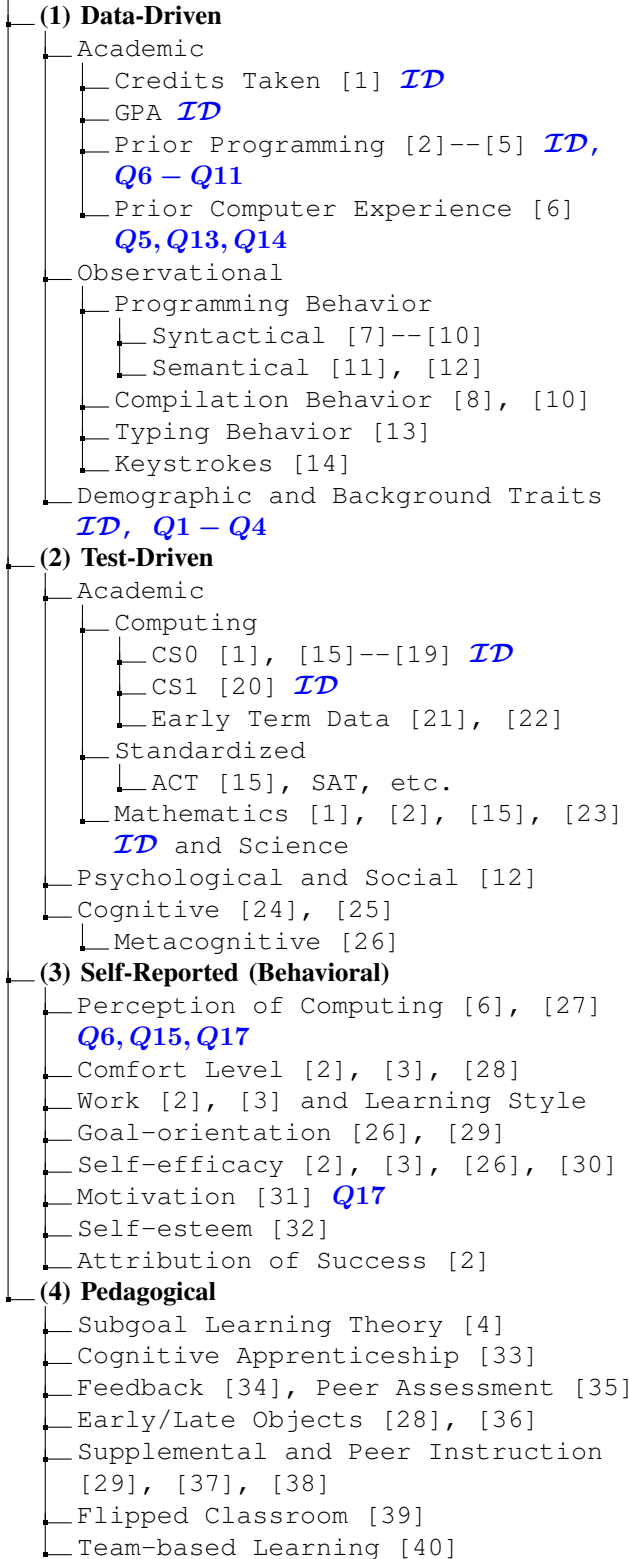 (1) Data-Driven
Academic
Credits Taken [1] ID
GPA ID
Prior Programming [2]--[5] ID,
Q6 − Q11
Prior Computer Experience [6]
Q5, Q13, Q14
Observational
Programming Behavior
Syntactical [7]--[10]
Semantical [11], [12]
Compilation Behavior [8], [10]
Typing Behavior [13]
Keystrokes [14]
Demographic and Background Traits
ID, Q1 − Q4
(2) Test-Driven
Academic
Computing
CS0 [1], [15]--[19] ID
CS1 [20] ID
Early Term Data [21], [22]
Standardized
ACT [15], SAT, etc.
Mathematics [1], [2], [15], [23]
ID and Science
Psychological and Social [12]
Cognitive [24], [25]
Metacognitive [26]
(3) Self-Reported (Behavioral)
Perception of Computing [6], [27]
Q6, Q15, Q17
Comfort Level [2], [3], [28]
Work [2], [3] and Learning Style
Goal-orientation [26], [29]
Self-efficacy [2], [3], [26], [30]
Motivation [31] Q17
Self-esteem [32]
Attribution of Success [2]
(4) Pedagogical
Subgoal Learning Theory [4]
Cognitive Apprenticeship [33]
Feedback [34], Peer Assessment [35]
Early/Late Objects [28], [36]
Supplemental and Peer Instruction
[29], [37], [38]
Flipped Classroom [39]
Team-based Learning [40]